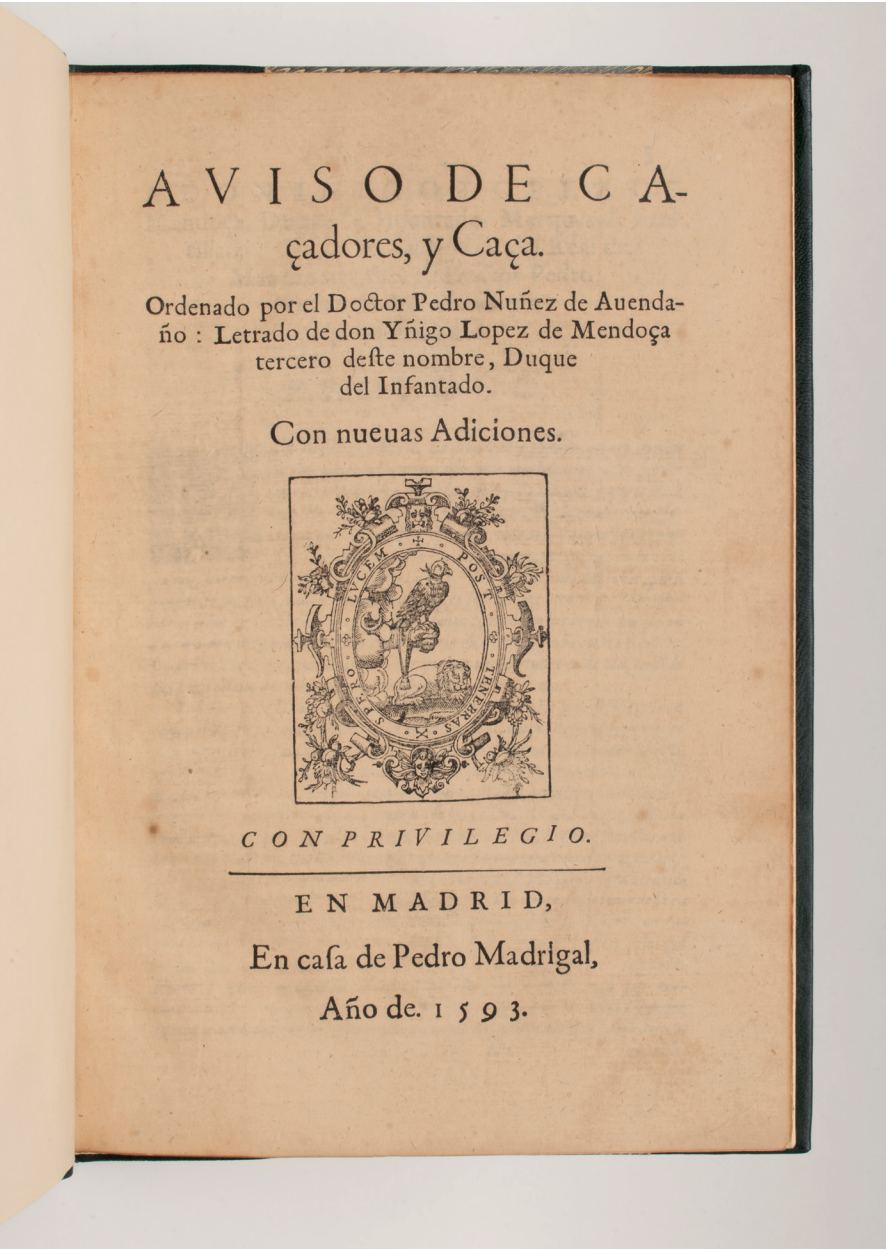 AVISO DE CA-
çadores, y Caça.
Ordenado por el Doctor Pedro Nuñez de Auenda-
ño : Letrado de don Yñigo Lopez de Mendoça
tercero deſte nombre, Duque
del Infantado.
Con nueuas Adiciones.
SPERO LVCEM POST TENEBRAS
CON PRIVILEGIO.
EN MADRID,
En caſa de Pedro Madrigal,
Año de. 1593.